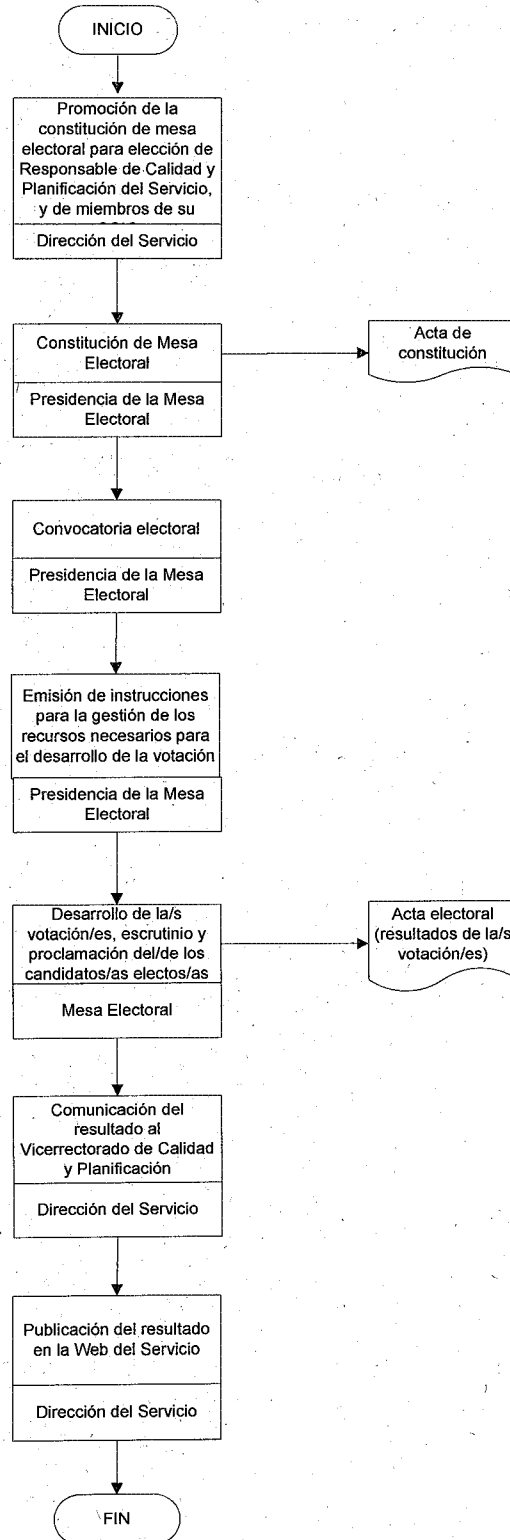 INICIO
Promoción de la
constitución de mesa
electoral para elección de
Responsable de Calidad y
Planificación del Servicio,
y de miembros de su
Dirección del Servicio
Constitución de Mesa
Electoral
Presidencia de la Mesa
Electoral
Acta de
constitución
Convocatoria electoral
Presidencia de la Mesa
Electoral
Emisión de instrucciones
para la gestión de los
recursos necesarios para
el desarrollo de la votación
Presidencia de la Mesa
Electoral
Desarrollo de la/s
votación/es, escrutinio y
proclamación del/de los
candidatos/as electos/as
Mesa Electoral
Acta electoral
(resultados de la/s
votación/es)
Comunicación del
resultado al
Vicerrectorado de Calidad
y Planificación
Dirección del Servicio
Publicación del resultado
en la Web del Servicio
Dirección del Servicio
FIN